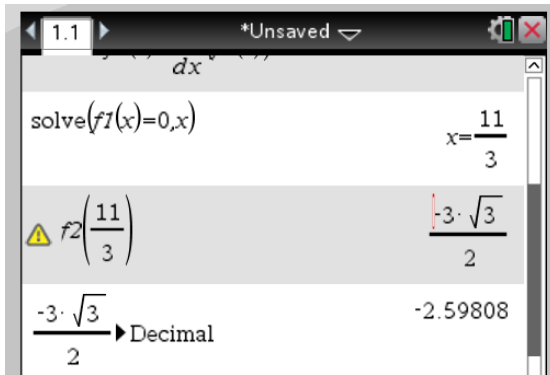 1.1 *Unsaved
dx
solve(f1(x)=0,x)
x=11/3
f2(11/3)
-3·√3/2
-3·√3/2▸Decimal
-2.59808